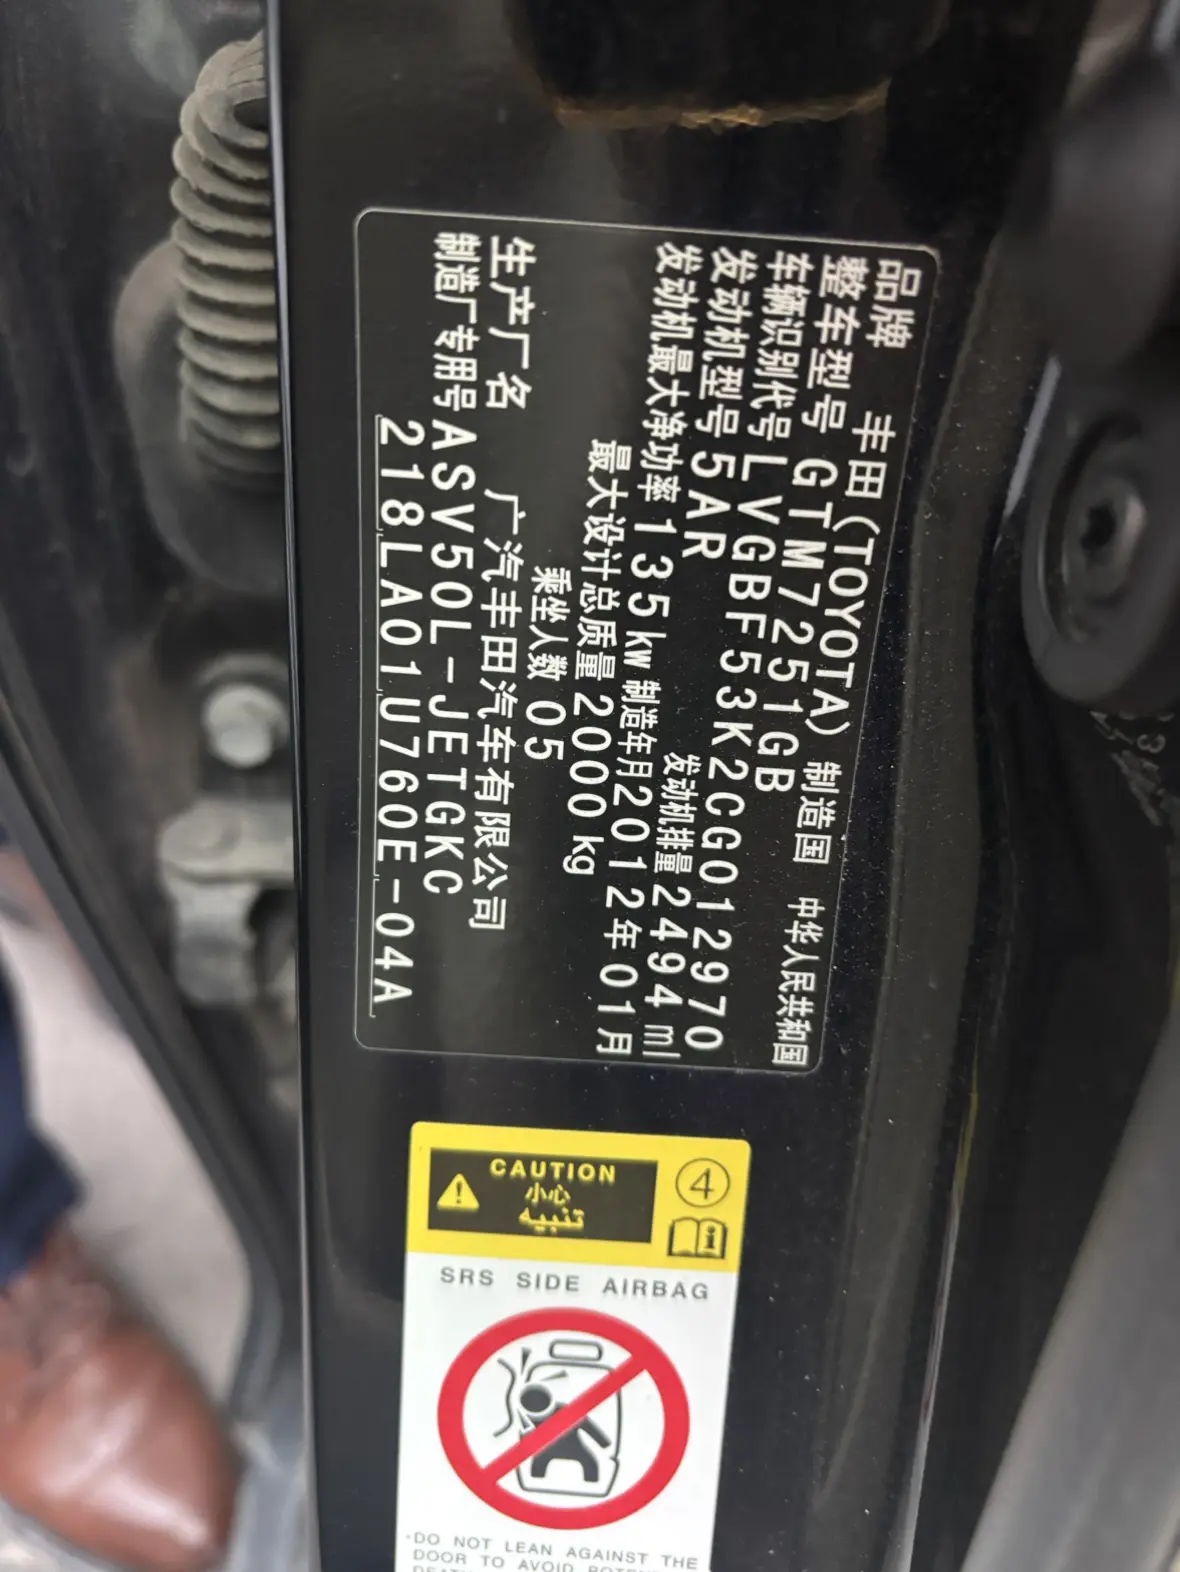 品牌 丰田(TOYOTA) 制造国 中华人民共和国
整车型号 GTM7251GB
车辆识别代号 LVGBF53K2CG012970
发动机型号 5AR 发动机排量 2494 ml
发动机最大净功率 135 kW 制造年月 2012年01月
最大设计总质量 2000 kg
乘坐人数 05
生产厂名 广汽丰田汽车有限公司
制造厂专用号 ASV50L-JETGKC
218LA01U760E-04A
CAUTION
小心
تنبيه
4
SRS SIDE AIRBAG
·DO NOT LEAN AGAINST THE
DOOR TO AVOID